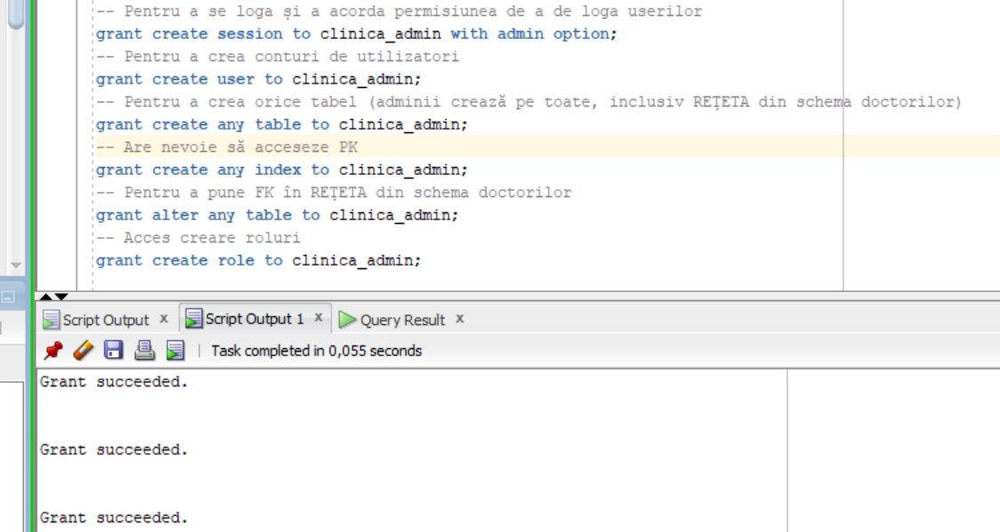 -- Pentru a se loga și a acorda permisiunea de a de loga userilor
grant create session to clinica_admin with admin option;
-- Pentru a crea conturi de utilizatori
grant create user to clinica_admin;
-- Pentru a crea orice tabel (adminii crează pe toate, inclusiv REȚETA din schema doctorilor)
grant create any table to clinica_admin;
-- Are nevoie să acceseze PK
grant create any index to clinica_admin;
-- Pentru a pune FK în REȚETA din schema doctorilor
grant alter any table to clinica_admin;
-- Acces creare roluri
grant create role to clinica_admin;
Script Output x Script Output 1 x Query Result x
Task completed in 0,055 seconds
Grant succeeded.
Grant succeeded.
Grant succeeded.